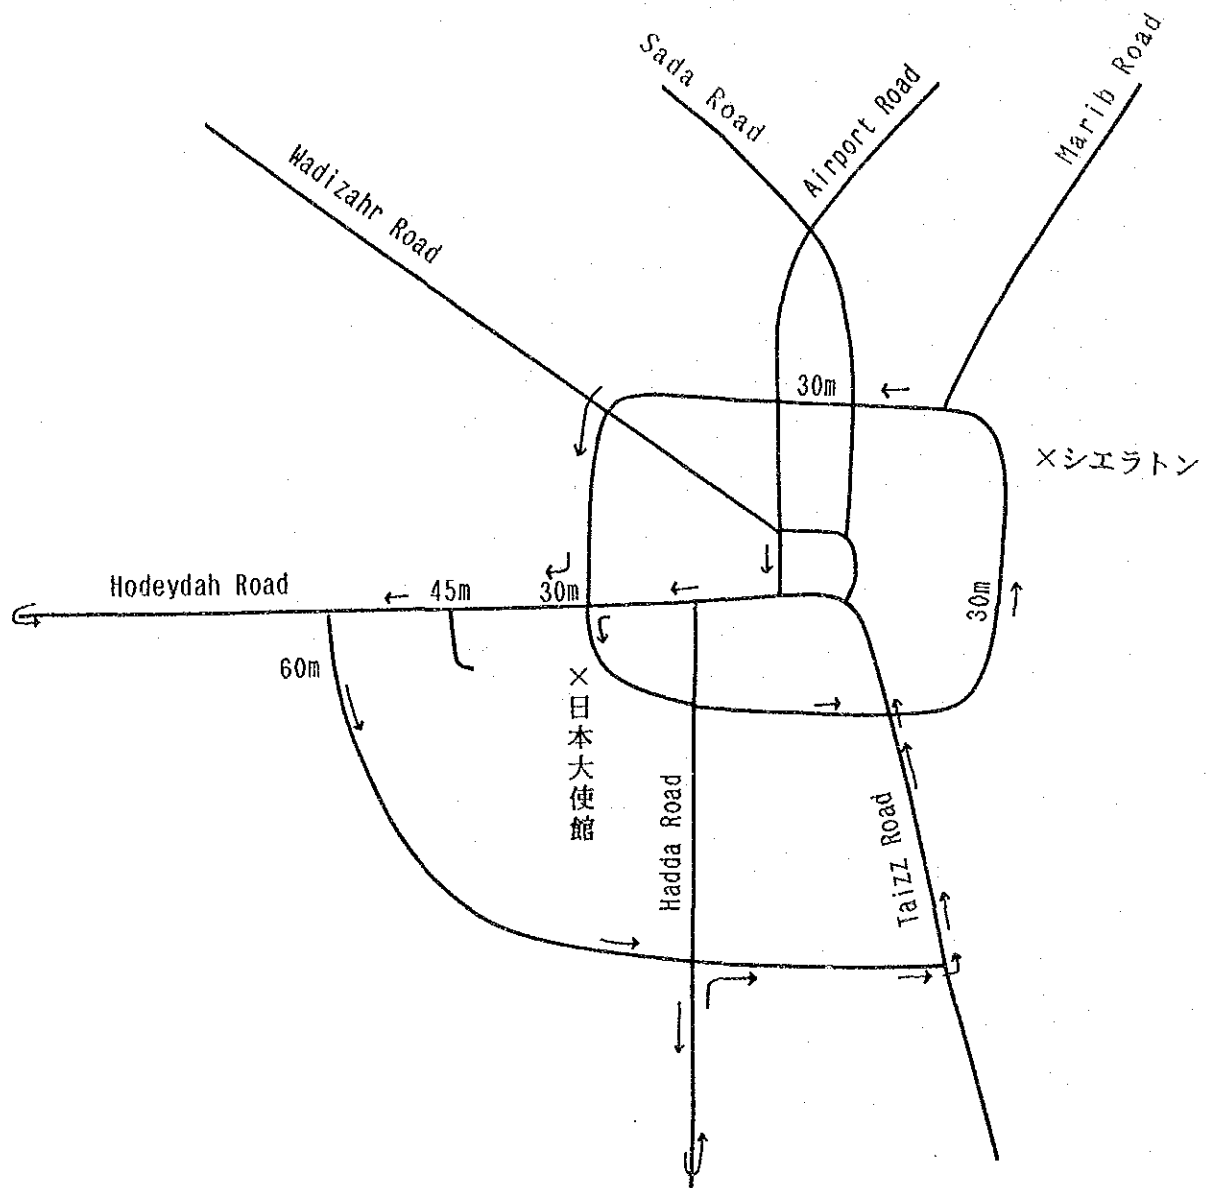 Sada Road
Airport Road
Marib Road
Wadizahr Road
30m
×シエラトン
Hodeydah Road
45m
30m
30m
60m
×日本大使館
Hadda Road
Taizz Road